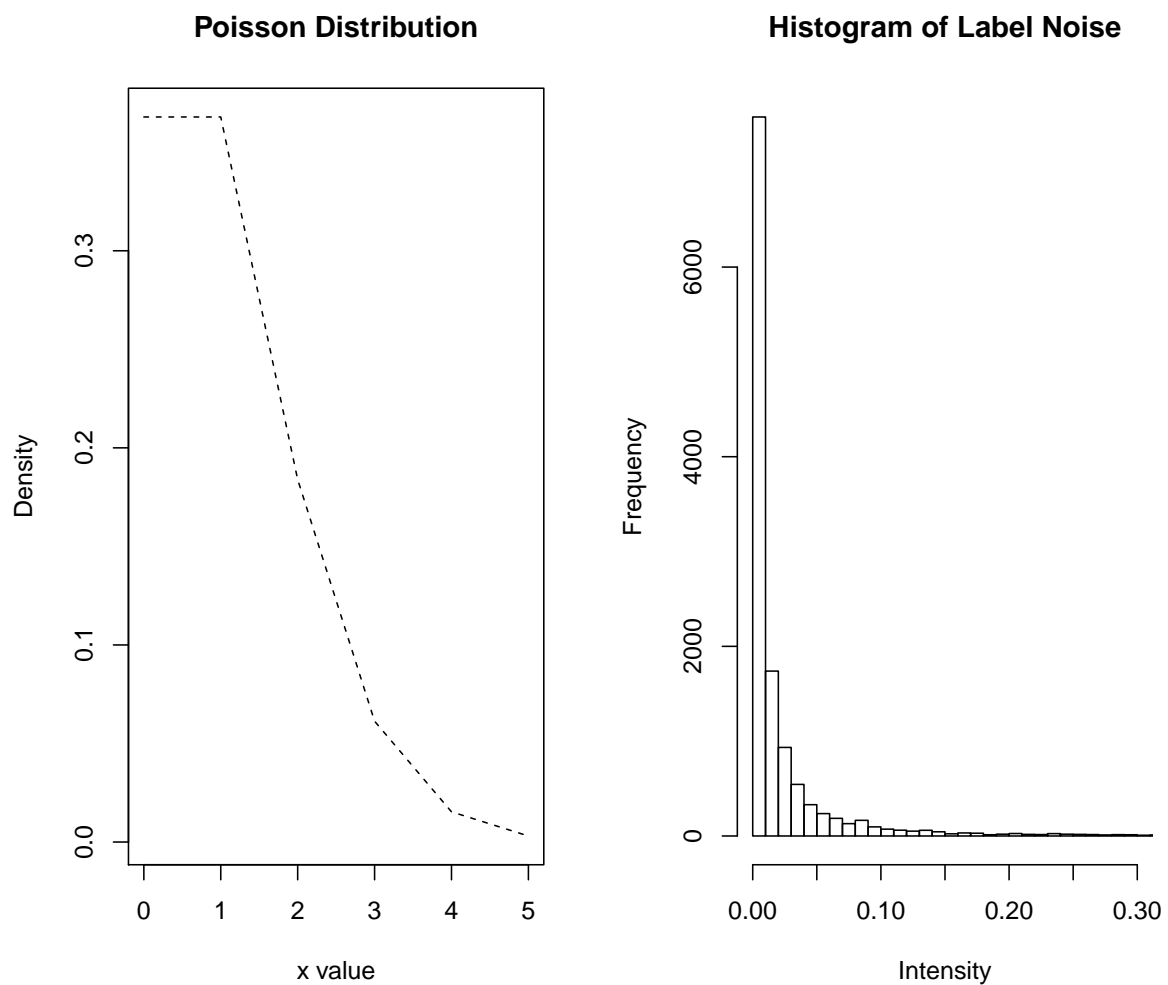 Poisson Distribution
Density
0.0 0.1 0.2 0.3
0 1 2 3 4 5
x value
Histogram of Label Noise
Frequency
0 2000 4000 6000
0.00 0.10 0.20 0.30
Intensity